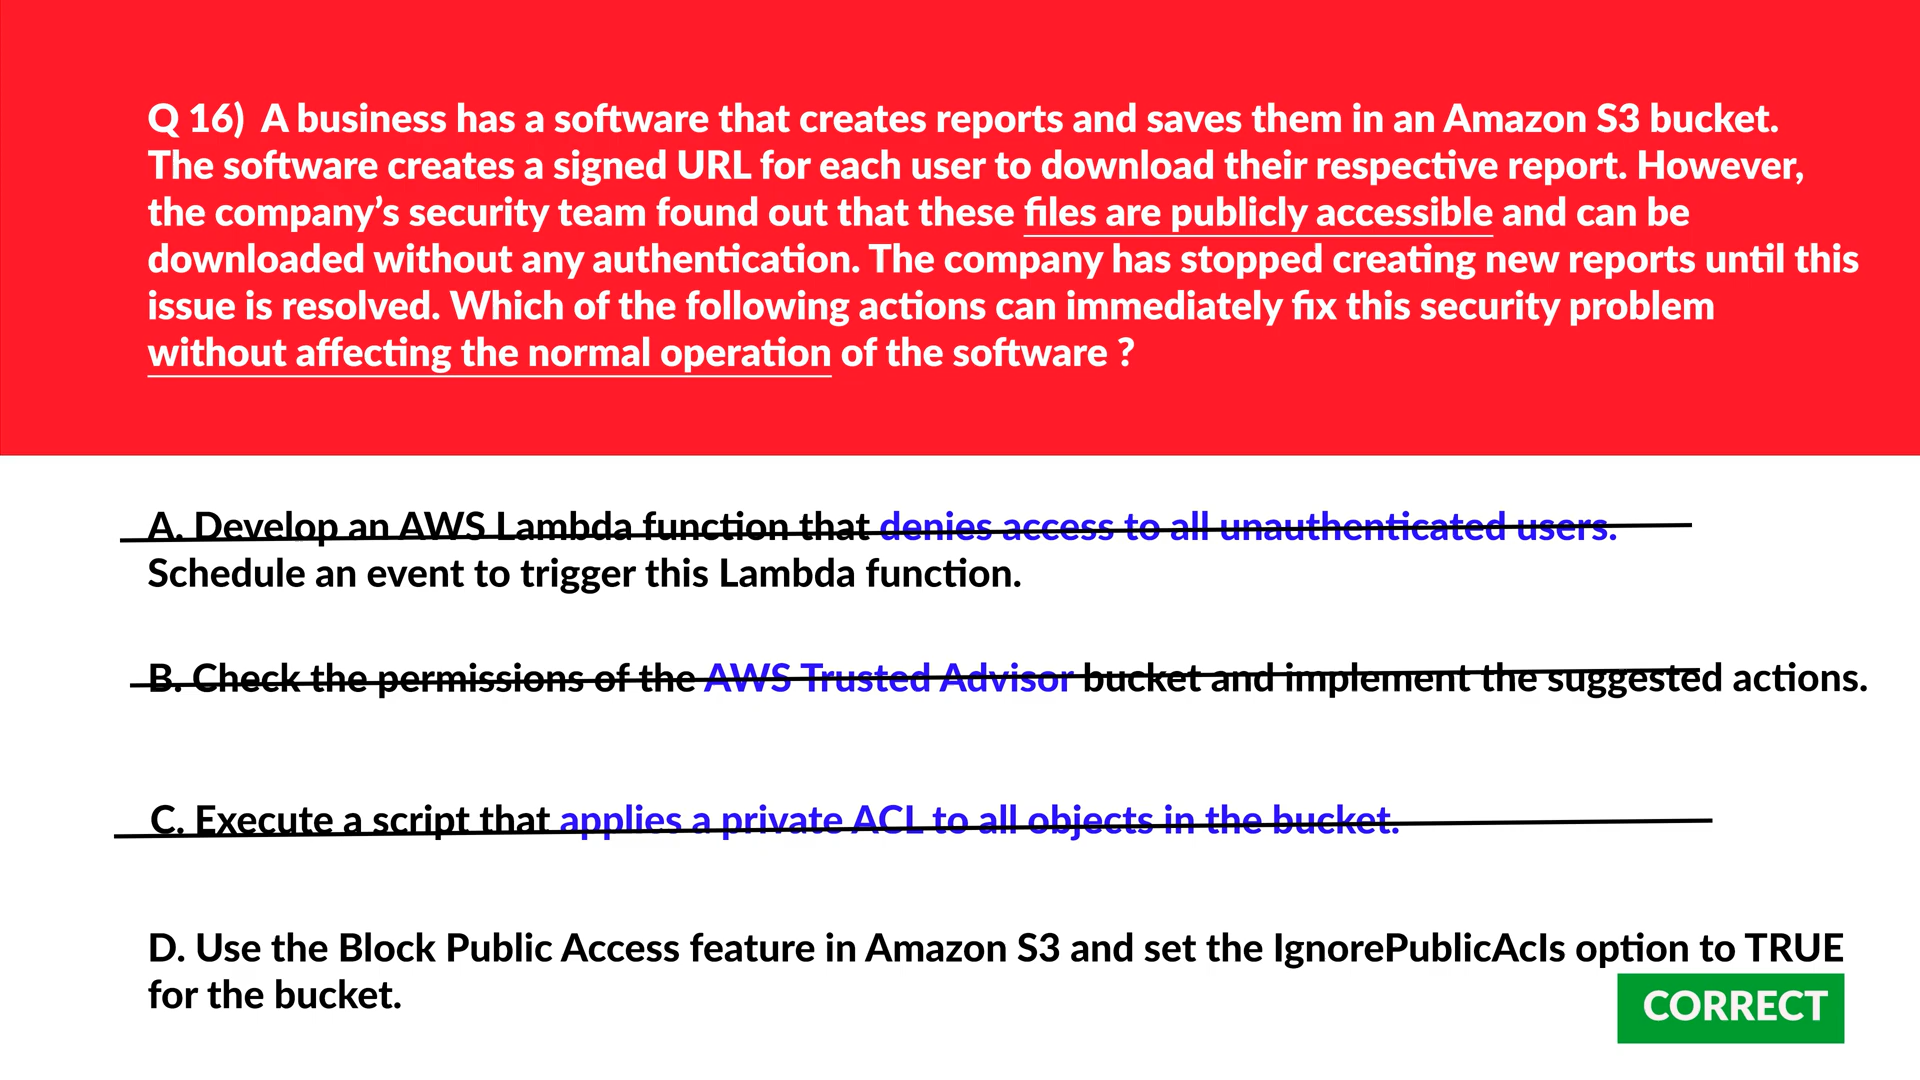 Q 16) A business has a software that creates reports and saves them in an Amazon S3 bucket.
The software creates a signed URL for each user to download their respective report. However,
the company’s security team found out that these files are publicly accessible and can be
downloaded without any authentication. The company has stopped creating new reports until this
issue is resolved. Which of the following actions can immediately fix this security problem
without affecting the normal operation of the software ?
A. Develop an AWS Lambda function that denies access to all unauthenticated users.
Schedule an event to trigger this Lambda function.
B. Check the permissions of the AWS Trusted Advisor bucket and implement the suggested actions.
C. Execute a script that applies a private ACL to all objects in the bucket.
D. Use the Block Public Access feature in Amazon S3 and set the IgnorePublicAcIs option to TRUE
for the bucket.
CORRECT